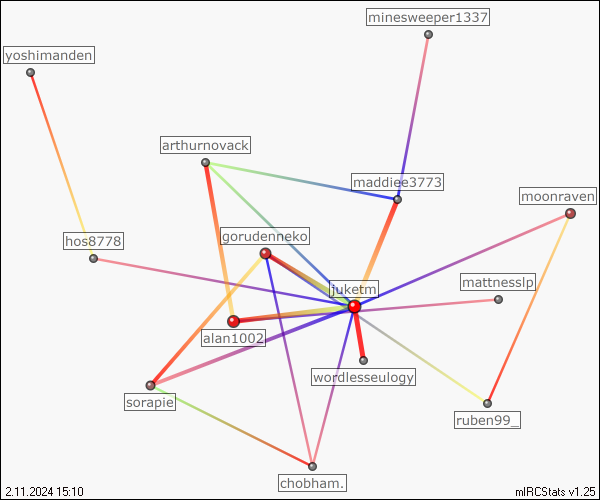 minesweeper1337
yoshimanden
arthurnovack
maddiee3773
moonraven
gorudenneko
hos8778
mattnesslp
juketm
alan1002
wordlesseulogy
sorapie
ruben99_
chobham.
2.11.2024 15:10
mIRCStats v1.25